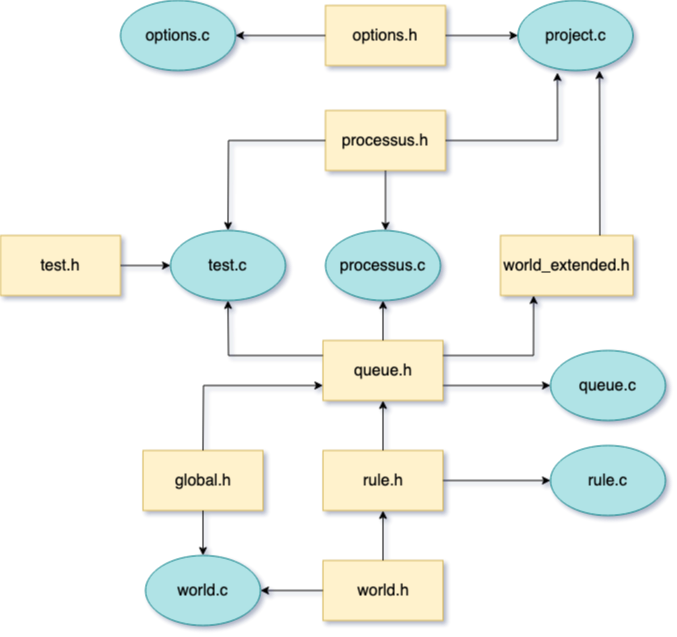 options.c
options.h
project.c
processus.h
test.h
test.c
processus.c
world_extended.h
queue.h
queue.c
global.h
rule.h
rule.c
world.c
world.h